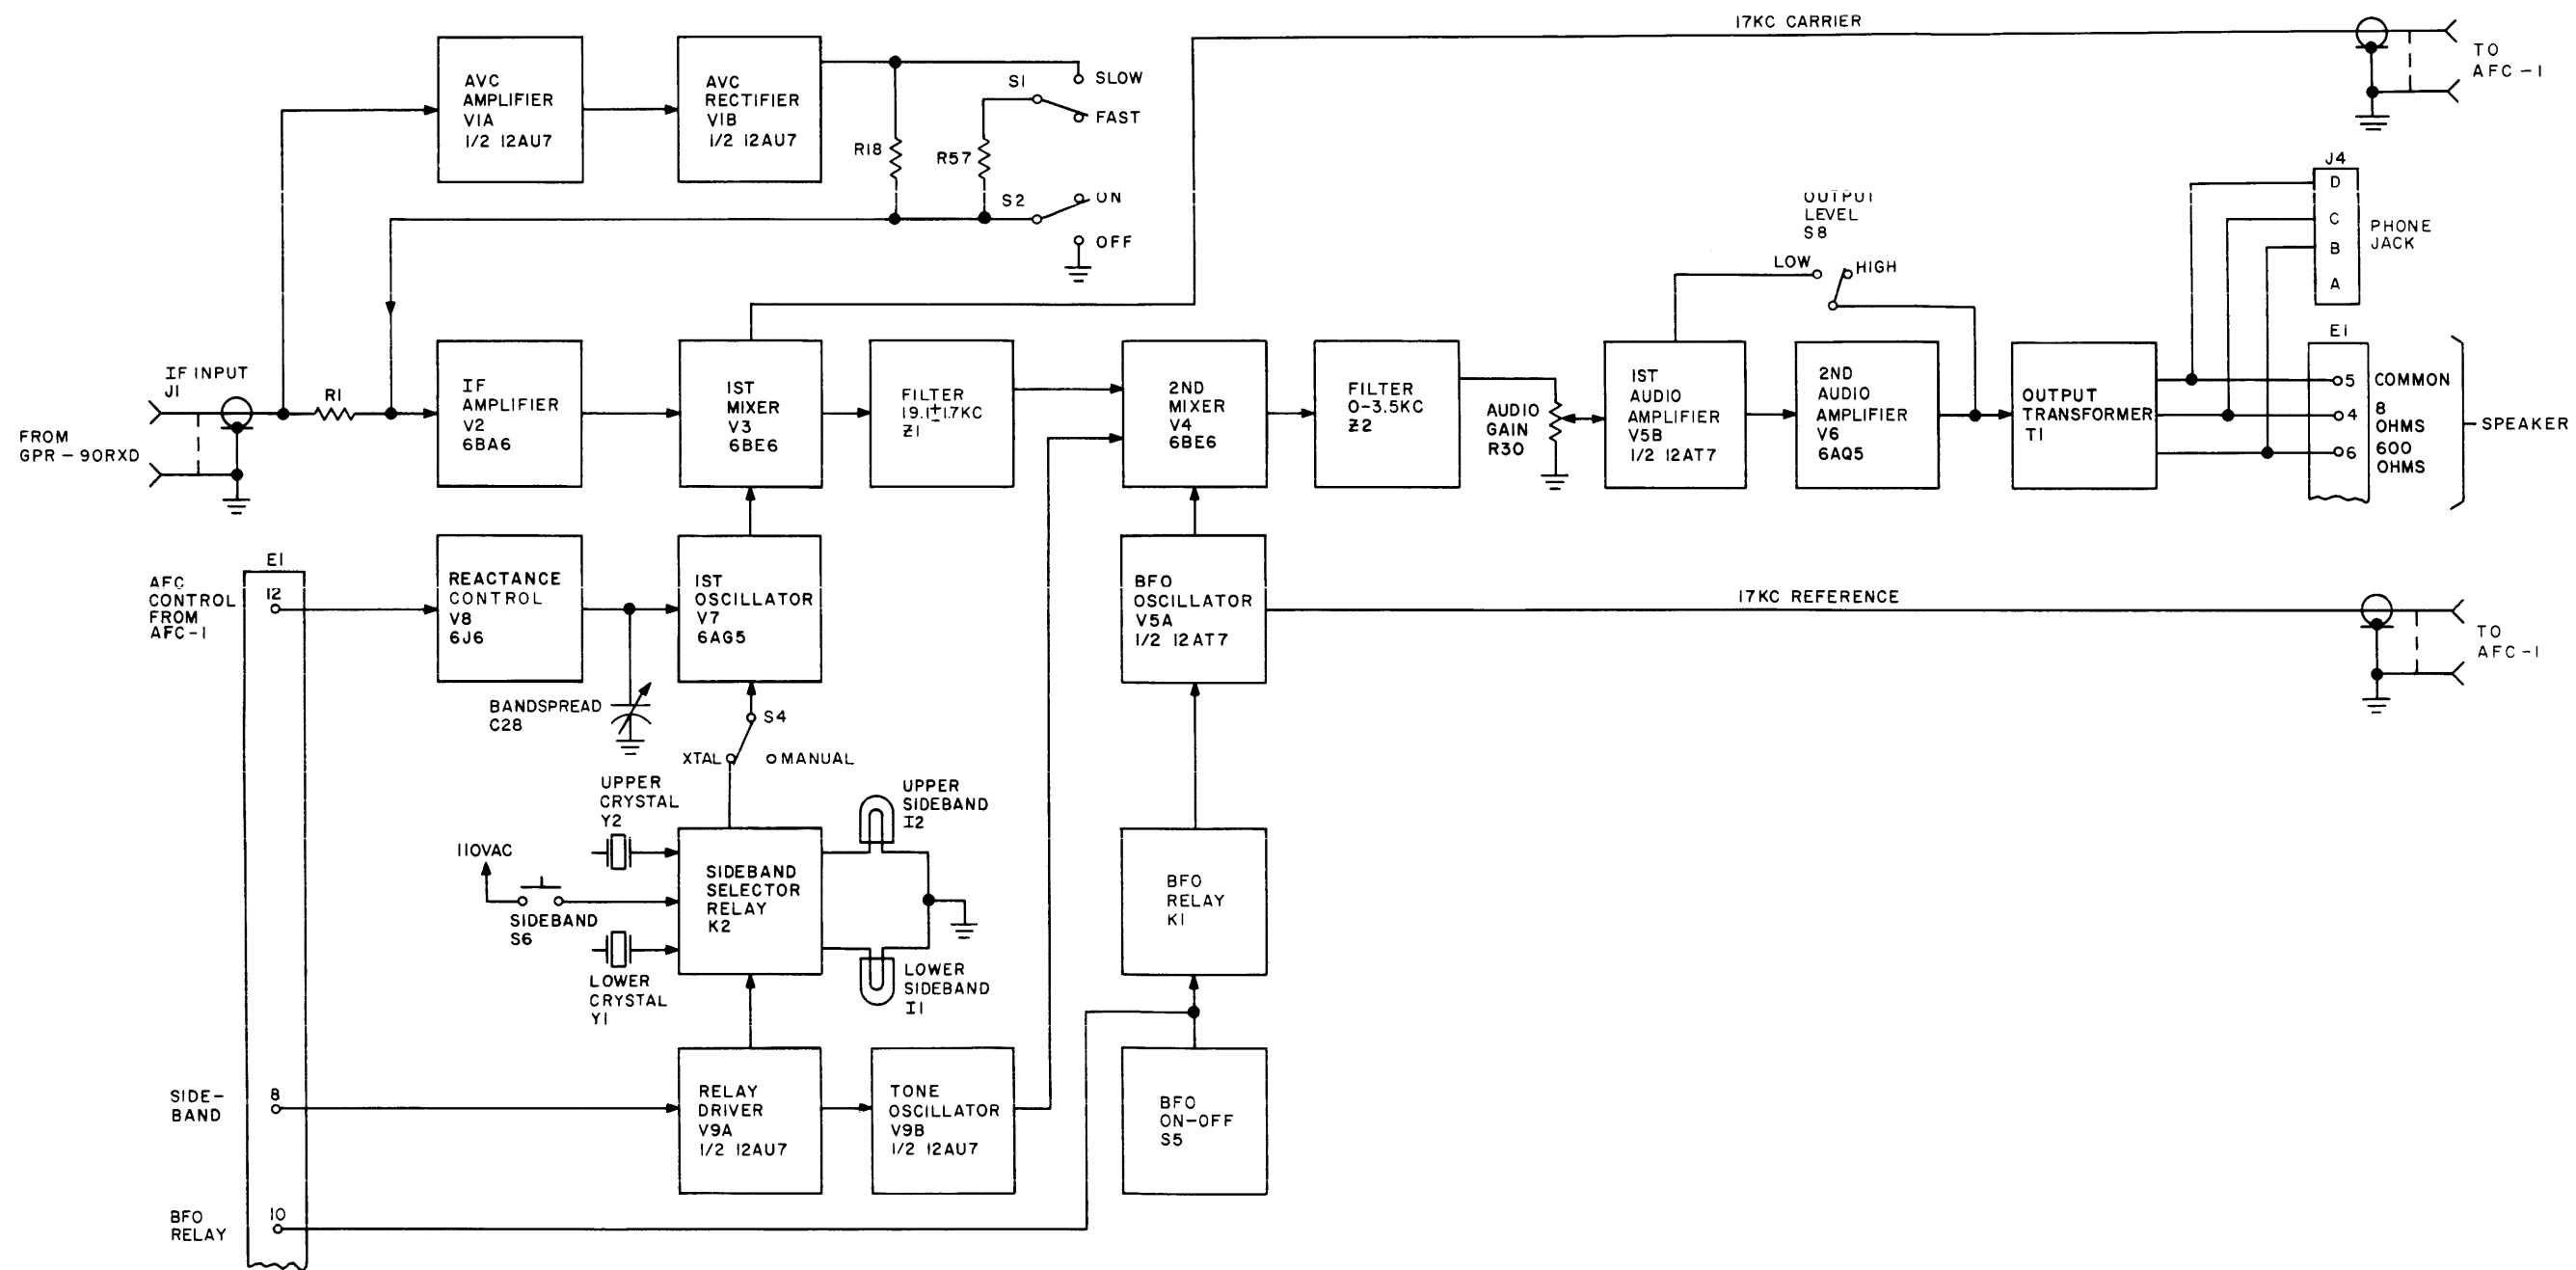 17KC CARRIER
TO
AFC-1
AVC
AMPLIFIER
V1A
1/2 12AU7
AVC
RECTIFIER
V1B
1/2 12AU7
S1
SLOW
FAST
R18
R57
S2
ON
OFF
J4
D
C
B
A
PHONE
JACK
OUTPUT
LEVEL
S8
LOW
HIGH
IF INPUT
J1
R1
FROM
GPR-90RXD
IF
AMPLIFIER
V2
6BA6
1ST
MIXER
V3
6BE6
FILTER
19.1±1.7KC
Z1
2ND
MIXER
V4
6BE6
FILTER
0-3.5KC
Z2
AUDIO
GAIN
R30
1ST
AUDIO
AMPLIFIER
V5B
1/2 12AT7
2ND
AUDIO
AMPLIFIER
V6
6AQ5
OUTPUT
TRANSFORMER
T1
E1
5 COMMON
4 8
OHMS
6 600
OHMS
SPEAKER
E1
AFC
CONTROL
FROM
AFC-1
12
REACTANCE
CONTROL
V8
6J6
1ST
OSCILLATOR
V7
6AG5
BFO
OSCILLATOR
V5A
1/2 12AT7
17KC REFERENCE
TO
AFC-1
BANDSPREAD
C28
S4
XTAL
MANUAL
UPPER
CRYSTAL
Y2
110VAC
SIDEBAND
S6
LOWER
CRYSTAL
Y1
SIDEBAND
SELECTOR
RELAY
K2
UPPER
SIDEBAND
I2
LOWER
SIDEBAND
I1
BFO
RELAY
K1
SIDE-
BAND
8
RELAY
DRIVER
V9A
1/2 12AU7
TONE
OSCILLATOR
V9B
1/2 12AU7
BFO
ON-OFF
S5
BFO
RELAY
10